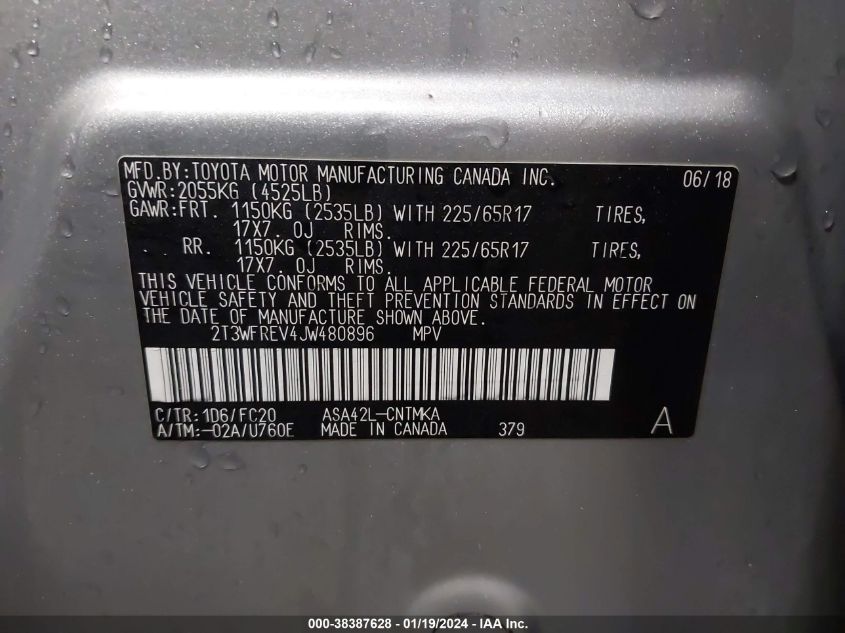 MFD.BY:TOYOTA MOTOR MANUFACTURING CANADA INC. 06/18
GVWR:2055KG (4525LB)
GAWR:FRT. 1150KG (2535LB) WITH 225/65R17 TIRES,
17X7. 0J RIMS.
RR. 1150KG (2535LB) WITH 225/65R17 TIRES,
17X7. 0J RIMS.
THIS VEHICLE CONFORMS TO ALL APPLICABLE FEDERAL MOTOR
VEHICLE SAFETY AND THEFT PREVENTION STANDARDS IN EFFECT ON
THE DATE OF MANUFACTURE SHOWN ABOVE.
2T3WFREV4JW480896 MPV
C/TR:1D6/FC20 ASA42L-CNTMKA
A/TM:-02A/U760E MADE IN CANADA 379 A
000-38387628 - 01/19/2024 - IAA Inc.